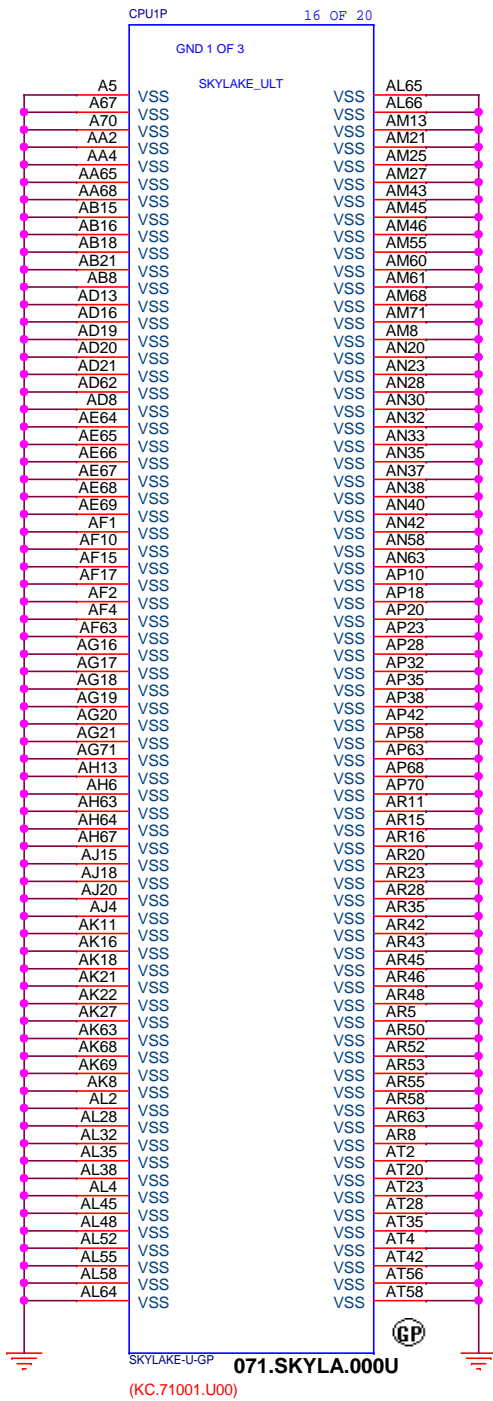 CPU1P 16 OF 20
GND 1 OF 3
SKYLAKE_ULT
A5 VSS VSS AL65
A67 VSS VSS AL66
A70 VSS VSS AM13
AA2 VSS VSS AM21
AA4 VSS VSS AM25
AA65 VSS VSS AM27
AA68 VSS VSS AM43
AB15 VSS VSS AM45
AB16 VSS VSS AM46
AB18 VSS VSS AM55
AB21 VSS VSS AM60
AB8 VSS VSS AM61
AD13 VSS VSS AM68
AD16 VSS VSS AM71
AD19 VSS VSS AM8
AD20 VSS VSS AN20
AD21 VSS VSS AN23
AD62 VSS VSS AN28
AD8 VSS VSS AN30
AE64 VSS VSS AN32
AE65 VSS VSS AN33
AE66 VSS VSS AN35
AE67 VSS VSS AN37
AE68 VSS VSS AN38
AE69 VSS VSS AN40
AF1 VSS VSS AN42
AF10 VSS VSS AN58
AF15 VSS VSS AN63
AF17 VSS VSS AP10
AF2 VSS VSS AP18
AF4 VSS VSS AP20
AF63 VSS VSS AP23
AG16 VSS VSS AP28
AG17 VSS VSS AP32
AG18 VSS VSS AP35
AG19 VSS VSS AP38
AG20 VSS VSS AP42
AG21 VSS VSS AP58
AG71 VSS VSS AP63
AH13 VSS VSS AP68
AH6 VSS VSS AP70
AH63 VSS VSS AR11
AH64 VSS VSS AR15
AH67 VSS VSS AR16
AJ15 VSS VSS AR20
AJ18 VSS VSS AR23
AJ20 VSS VSS AR28
AJ4 VSS VSS AR35
AK11 VSS VSS AR42
AK16 VSS VSS AR43
AK18 VSS VSS AR45
AK21 VSS VSS AR46
AK22 VSS VSS AR48
AK27 VSS VSS AR5
AK63 VSS VSS AR50
AK68 VSS VSS AR52
AK69 VSS VSS AR53
AK8 VSS VSS AR55
AL2 VSS VSS AR58
AL28 VSS VSS AR63
AL32 VSS VSS AR8
AL35 VSS VSS AT2
AL38 VSS VSS AT20
AL4 VSS VSS AT23
AL45 VSS VSS AT28
AL48 VSS VSS AT35
AL52 VSS VSS AT4
AL55 VSS VSS AT42
AL58 VSS VSS AT56
AL64 VSS VSS AT58
GP
SKYLAKE-U-GP 071.SKYLA.000U
(KC.71001.U00)